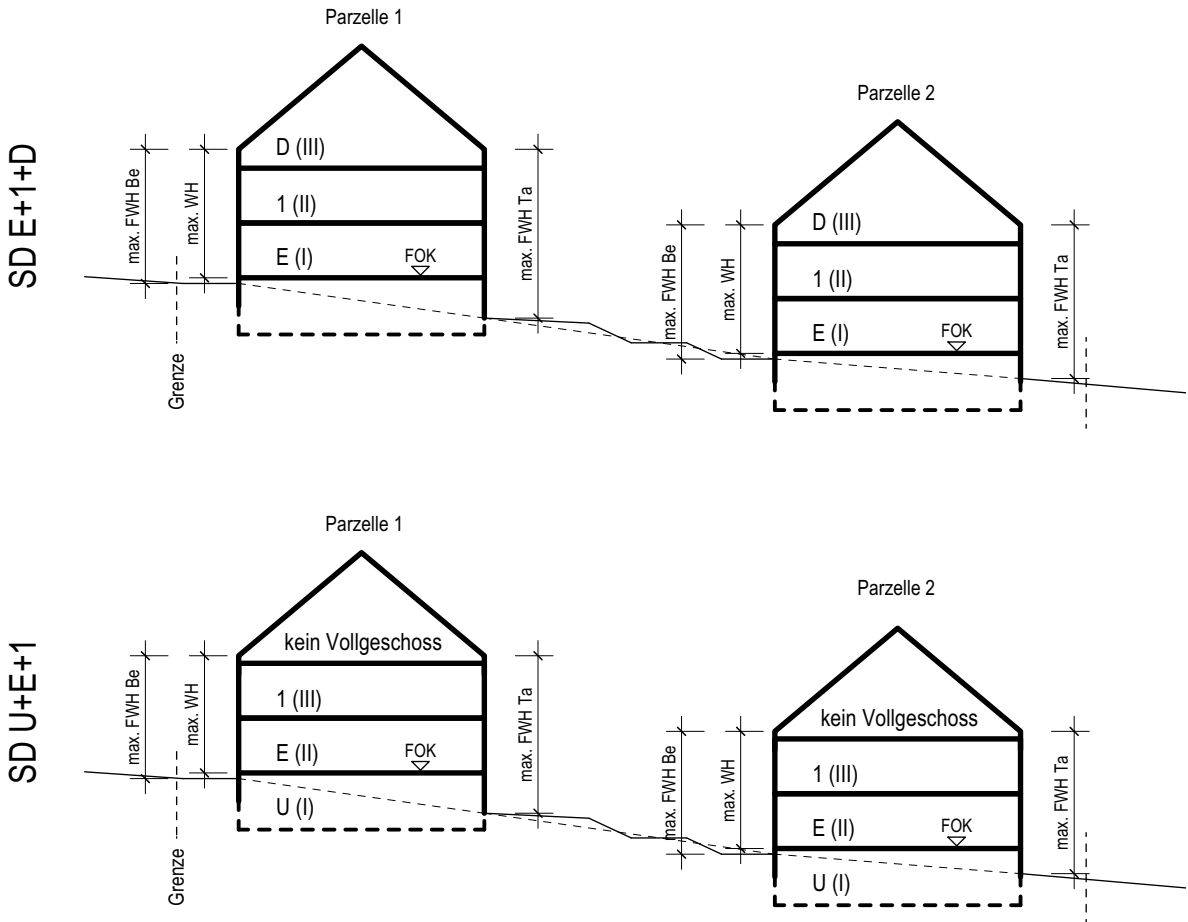 SD E+1+D
Parzelle 1
max. FWH Be
max. WH
D (III)
1 (II)
E (I)
FOK
max. FWH Ta
Grenze
Parzelle 2
max. FWH Be
max. WH
D (III)
1 (II)
E (I)
FOK
max. FWH Ta
SD U+E+1
Parzelle 1
max. FWH Be
max. WH
kein Vollgeschoss
1 (III)
E (II)
FOK
U (I)
max. FWH Ta
Grenze
Parzelle 2
max. FWH Be
max. WH
kein Vollgeschoss
1 (III)
E (II)
FOK
U (I)
max. FWH Ta